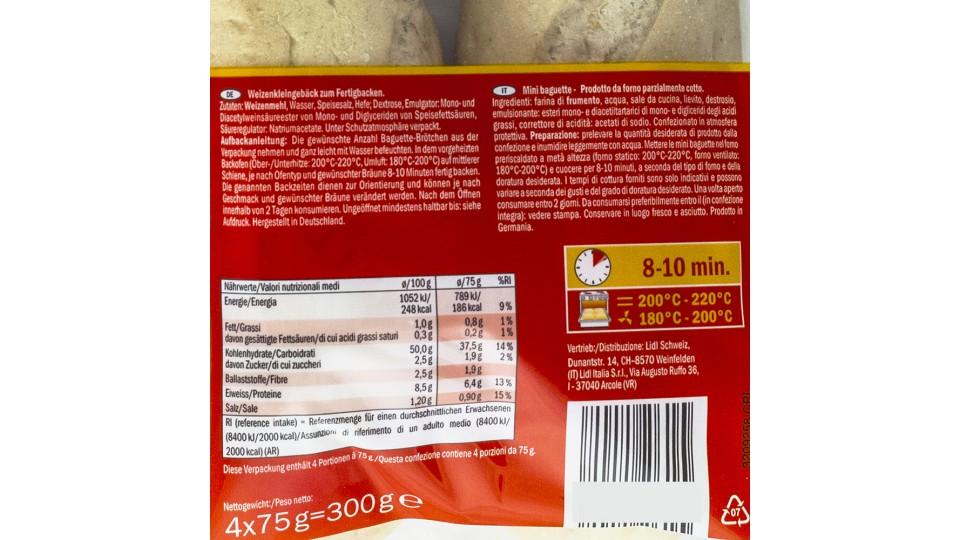 DE Weizenkleingebäck zum Fertigbacken.
Zutaten: Weizenmehl, Wasser, Speisesalz, Hefe; Dextrose, Emulgator: Mono- und
Diacetylweinsäureester von Mono- und Diglyceriden von Speisefettsäuren,
Säureregulator: Natriumacetate. Unter Schutzatmosphäre verpackt.
Aufbackanleitung: Die gewünschte Anzahl Baguette-Brötchen aus der
Verpackung nehmen und ganz leicht mit Wasser befeuchten. In dem vorgeheizten
Backofen (Ober-/Unterhitze: 200°C-220°C, Umluft: 180°C-200°C) auf mittlerer
Schiene, je nach Ofentyp und gewünschter Bräune 8-10 Minuten fertig backen.
Die genannten Backzeiten dienen zur Orientierung und können je nach
Geschmack und gewünschter Bräune verändert werden. Nach dem Öffnen
innerhalb von 2 Tagen konsumieren. Ungeöffnet mindestens haltbar bis: siehe
Aufdruck. Hergestellt in Deutschland.
IT Mini baguette - Prodotto da forno parzialmente cotto.
Ingredienti: farina di frumento, acqua, sale da cucina, lievito, destrosio,
emulsionante: esteri mono- e diacetiltartarici di mono- e digliceridi degli acidi
grassi, correttore di acidità: acetati di sodio. Confezionato in atmosfera
protettiva. Preparazione: prelevare la quantità desiderata di prodotto dalla
confezione e inumidire leggermente con acqua. Mettere le mini baguette nel forno
preriscaldato a metà altezza (forno statico: 200°C-220°C, forno ventilato:
180°C-200°C) e cuocere per 8-10 minuti, a seconda del tipo di forno e della
doratura desiderata. I tempi di cottura forniti sono solo indicativi e possono
variare a seconda dei gusti e del grado di doratura desiderato. Una volta aperto
consumare entro 2 giorni. Da consumarsi preferibilmente entro il (in confezione
integra): vedere stampa. Conservare in luogo fresco e asciutto. Prodotto in
Germania.
8-10 min.
200°C - 220°C
180°C - 200°C
Nährwerte/Valori nutrizionali medi ø/100 g ø/75 g %RI
Energie/Energia 1052 kJ/ 789 kJ/
248 kcal 186 kcal 9%
Fett/Grassi 1,0 g 0,8 g 1%
davon gesättigte Fettsäuren/di cui acidi grassi saturi 0,3 g 0,2 g 1%
Kohlenhydrate/Carboidrati 50,0 g 37,5 g 14%
davon Zucker/di cui zuccheri 2,5 g 1,9 g 2%
Ballaststoffe/Fibre 2,5 g 1,9 g
Eiweiss/Proteine 8,5 g 6,4 g 13%
Salz/Sale 1,20 g 0,90 g 15%
RI (reference intake) = Referenzmenge für einen durchschnittlichen Erwachsenen
(8400 kJ/2000 kcal)/Assunzioni di riferimento di un adulto medio (8400 kJ/
2000 kcal) (AR)
Diese Verpackung enthält 4 Portionen à 75 g./Questa confezione contiene 4 porzioni da 75 g.
Nettogewicht:/Peso netto:
4x75g=300g e
Vertrieb:/Distribuzione: Lidl Schweiz,
Dunantstr. 14, CH-8570 Weinfelden
(IT) Lidl Italia S.r.l., Via Augusto Ruffo 36,
I - 37040 Arcole (VR)
07